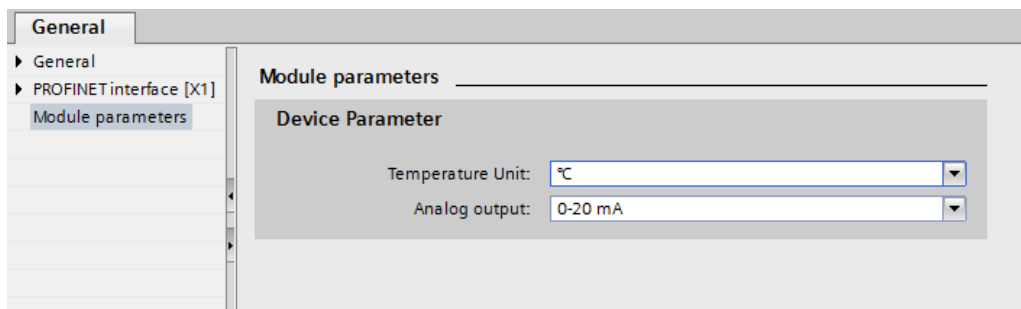 General
General
PROFINET interface [X1]
Module parameters
Module parameters
Device Parameter
Temperature Unit: °C
Analog output: 0-20 mA